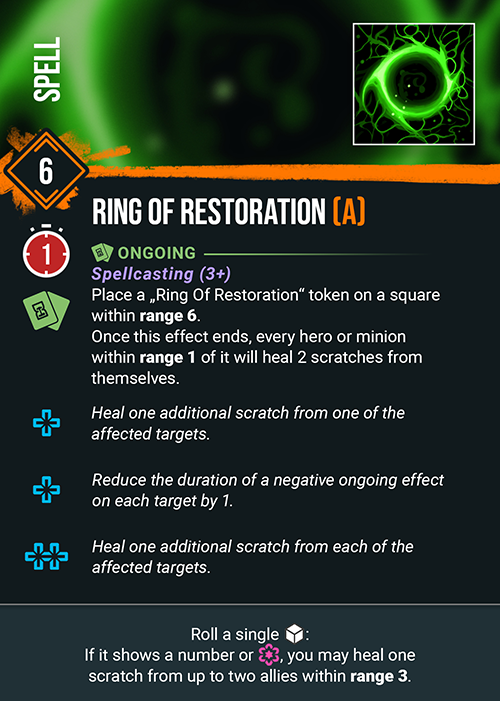 SPELL
6
RING OF RESTORATION (A)
1
ONGOING
Spellcasting (3+)
Place a „Ring Of Restoration“ token on a square
within range 6.
Once this effect ends, every hero or minion
within range 1 of it will heal 2 scratches from
themselves.
Heal one additional scratch from one of the
affected targets.
Reduce the duration of a negative ongoing effect
on each target by 1.
Heal one additional scratch from each of the
affected targets.
Roll a single :
If it shows a number or , you may heal one
scratch from up to two allies within range 3.